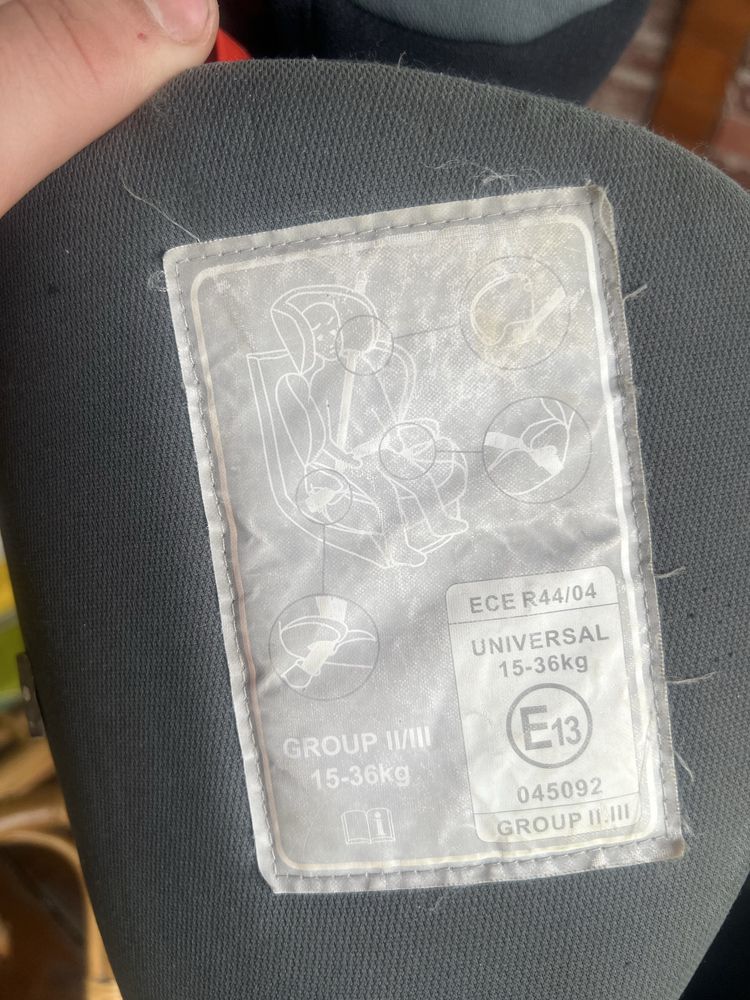 ECE R44/04
UNIVERSAL
15-36kg
E13
045092
GROUP II.III
GROUP II/III
15-36kg
i